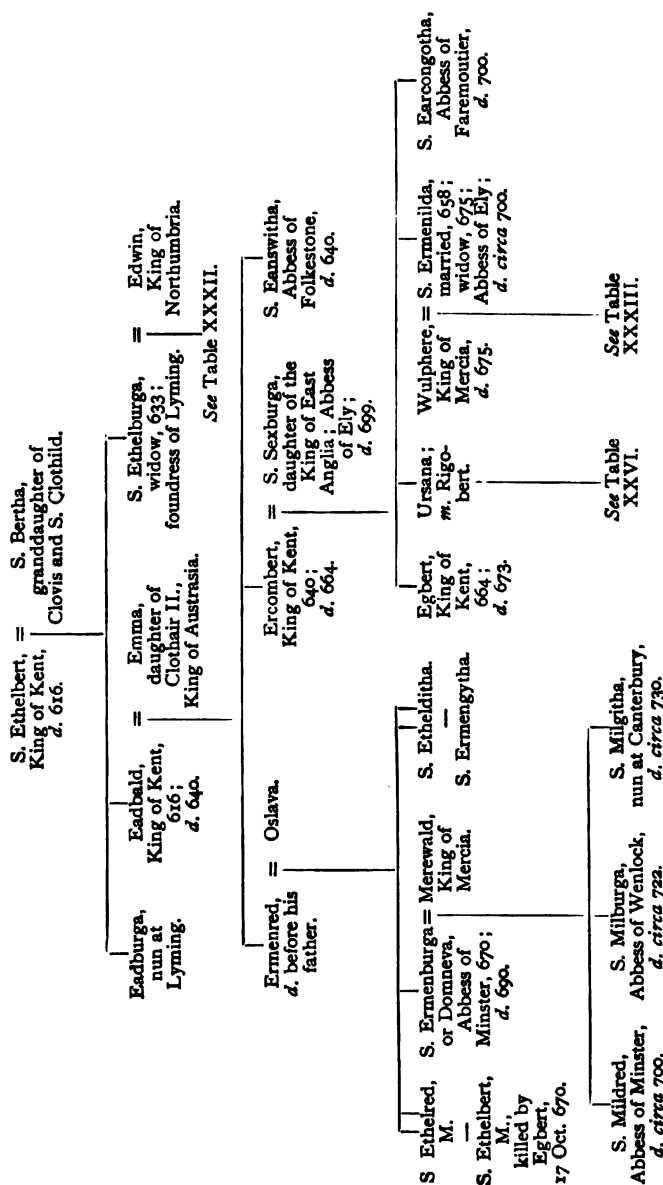 S. Ethelbert,
King of Kent,
d. 616.
=
S. Bertha,
granddaughter of
Clovis and S. Clothild.
Eadburga,
nun at
Lyming.
Eadbald,
King of Kent,
616;
d. 640.
=
Emma,
daughter of
Clothair II.,
King of Austrasia.
S. Ethelburga,
widow, 633;
foundress of Lyming.
=
Edwin,
King of
Northumbria.
See Table XXXII.
Ermenred,
d. before his
father.
=
Oslava.
Ercombert,
King of Kent,
640;
d. 664.
=
S. Sexburga,
daughter of the
King of East
Anglia; Abbess
of Ely;
d. 699.
S. Eanswitha,
Abbess of
Folkestone,
d. 640.
S Ethelred,
M.
—
S. Ethelbert,
M.,
killed by
Egbert,
17 Oct. 670.
S. Ermenburga
or Domneva,
Abbess of
Minster, 670;
d. 690.
=
Merewald,
King of
Mercia.
S. Etheldiths.
—
S. Ermengytha.
Egbert,
King of
Kent,
664;
d. 673.
Ursana;
m. Rigo-
bert.
See Table
XXVI.
Wulphere,
King of
Mercia,
d. 675.
=
S. Ermenilda,
married, 658;
widow, 675;
Abbess of Ely;
d. circa 700.
See Table
XXXIII.
S. Earcongotha,
Abbess of
Faremoutier,
d. 700.
S. Mildred,
Abbess of Minster,
d. circa 700.
S. Milburga,
Abbess of Wenlock,
d. circa 722.
S. Milgitha,
nun at Canterbury,
d. circa 730.